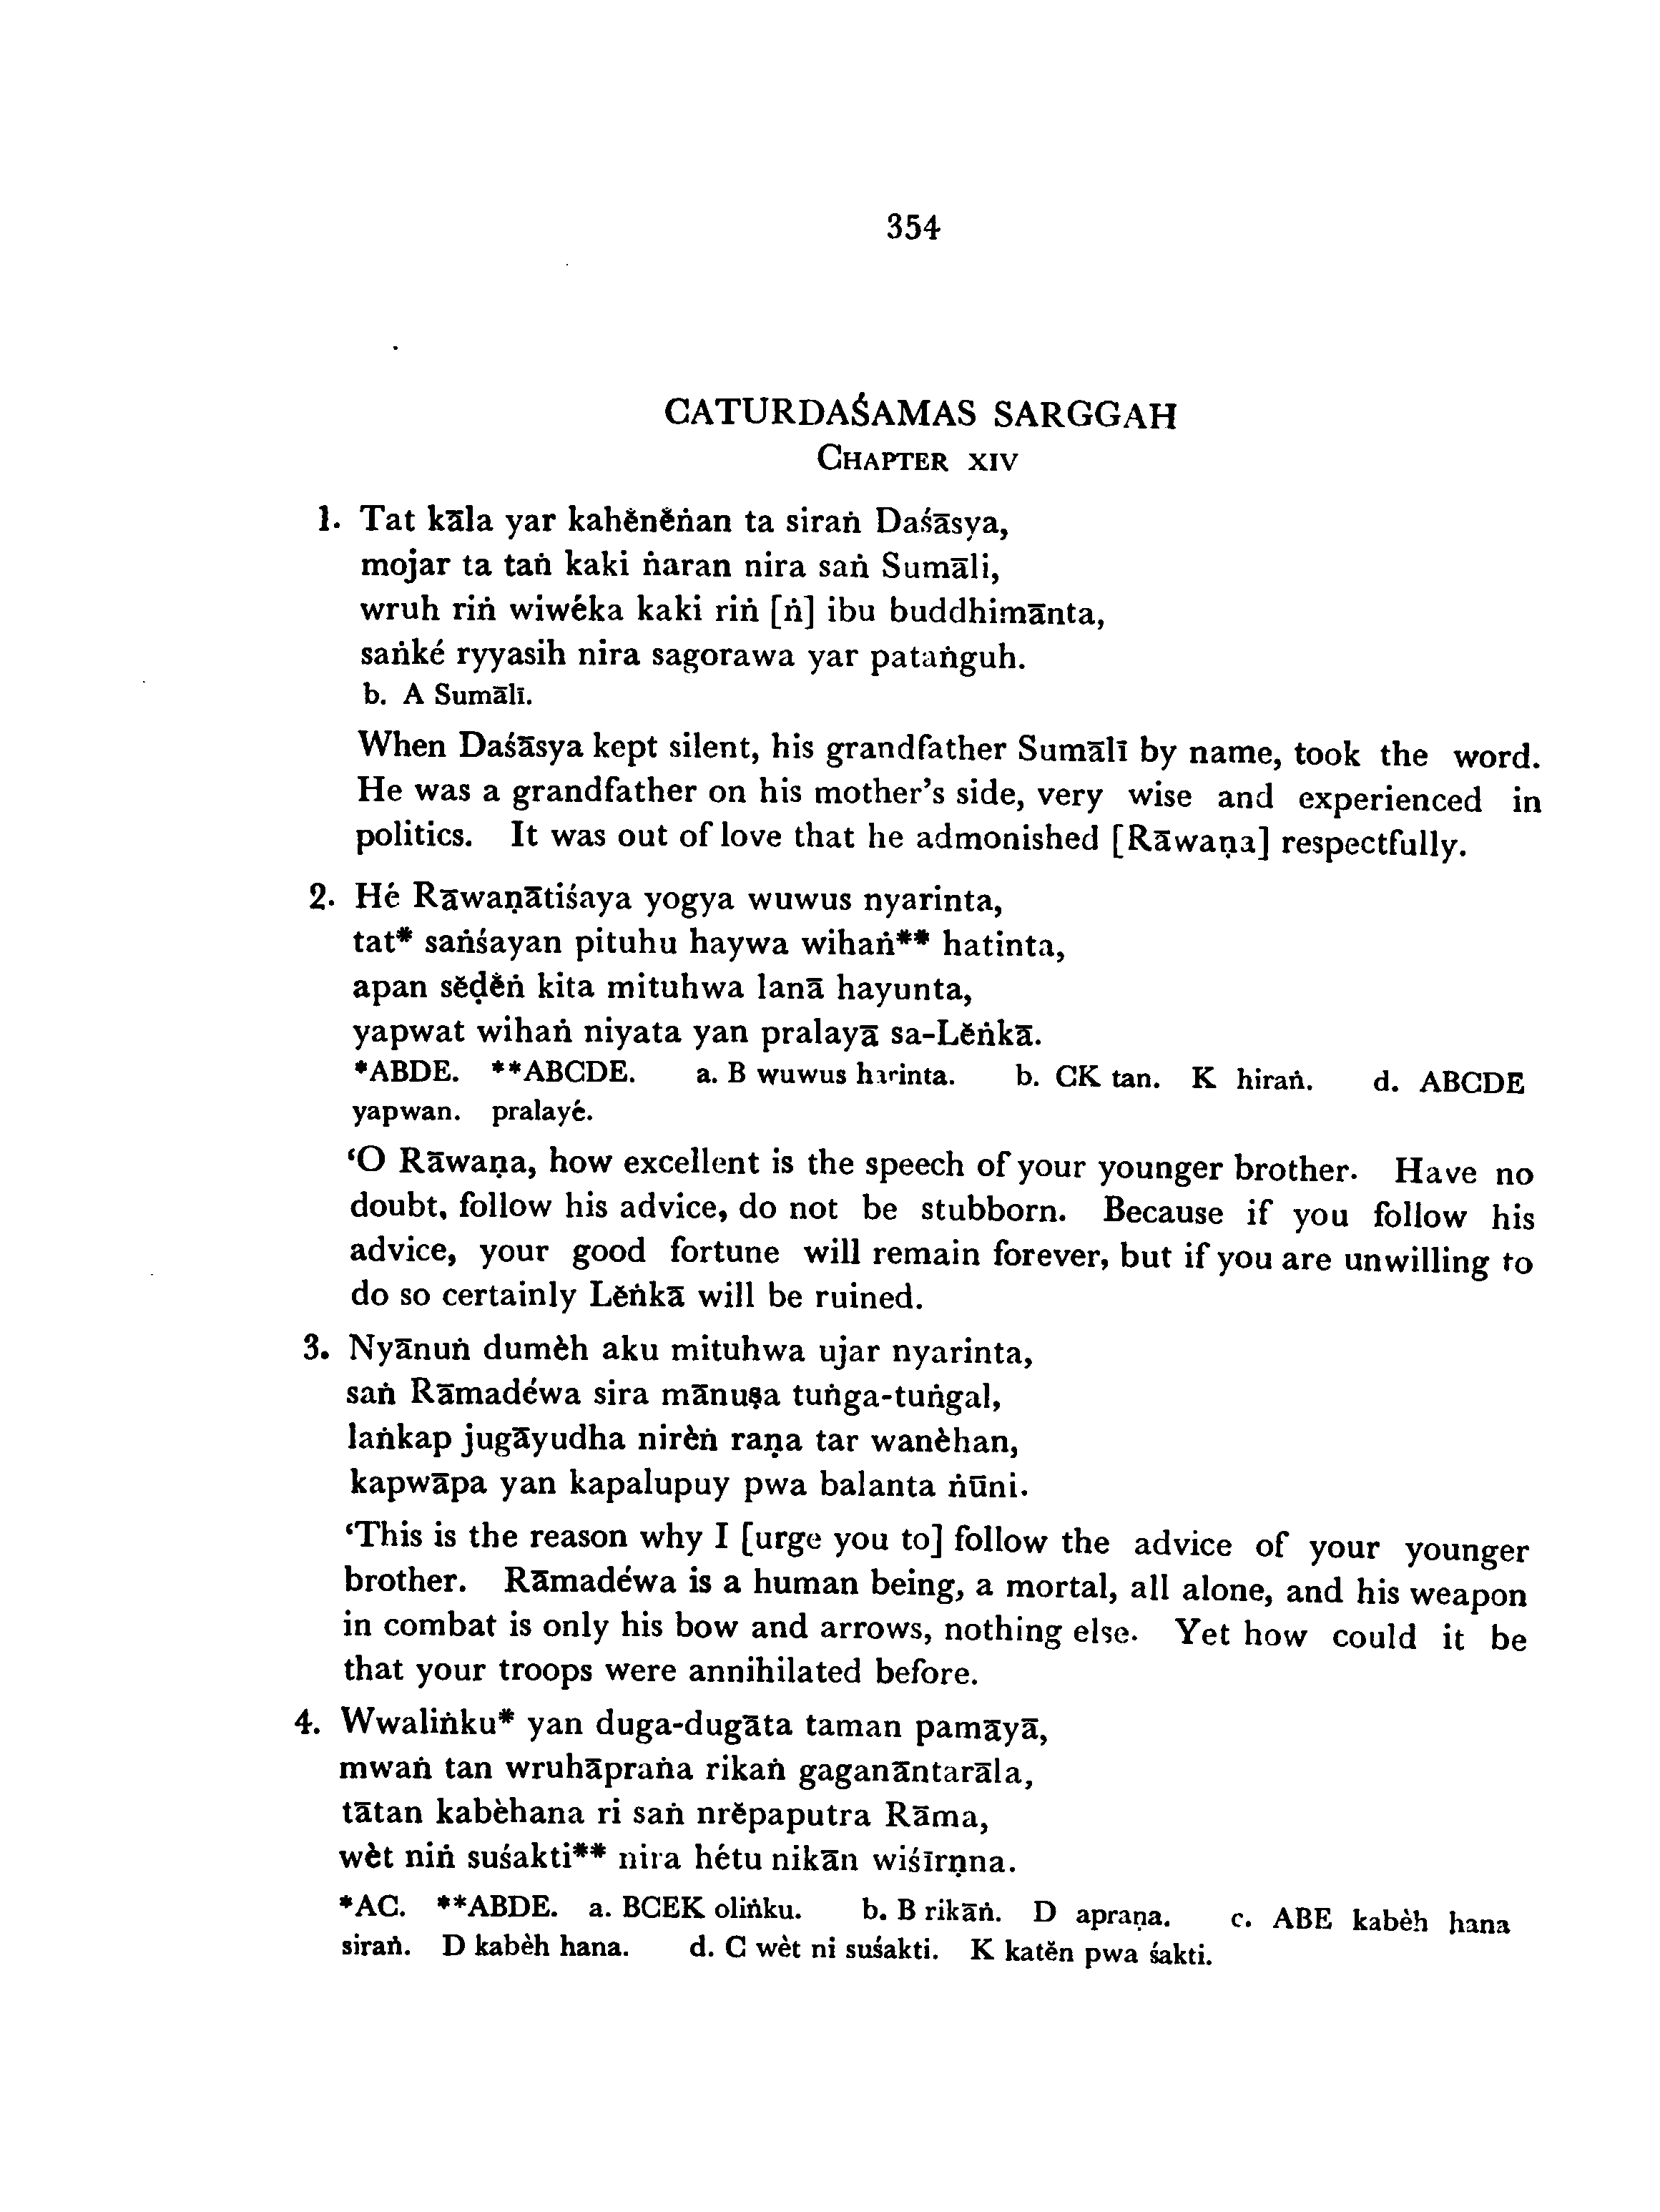 354
CATURDAŚAMAS SARGGAH
CHAPTER XIV
1. Tat kāla yar kahĕnĕṅan ta siraṅ Daśāsya,
mojar ta taṅ kaki ṅaran nira saṅ Sumāli,
wruh riṅ wiwéka kaki riṅ [ṅ] ibu buddhimānta,
saṅké ryyasih nira sagorawa yar pataṅguh.
b. A Sumālī.
When Daśāsya kept silent, his grandfather Sumālī by name, took the word.
He was a grandfather on his mother's side, very wise and experienced in
politics. It was out of love that he admonished [Rāwaṇa] respectfully.
2. Hé Rāwaṇātiśaya yogya wuwus nyarinta,
tat* saṅśayan pituhu haywa wihaṅ** hatinta,
apan sĕḍĕṅ kita mituhwa lanā hayunta,
yapwat wihaṅ niyata yan pralayā sa-Lĕṅkā.
*ABDE. **ABCDE. a. B wuwus harinta. b. CK tan. K hiraṅ. d. ABCDE
yapwan. pralayé.
‘O Rāwaṇa, how excellent is the speech of your younger brother. Have no
doubt, follow his advice, do not be stubborn. Because if you follow his
advice, your good fortune will remain forever, but if you are unwilling to
do so certainly Lĕṅkā will be ruined.
3. Nyānuṅ dumèh aku mituhwa ujar nyarinta,
saṅ Rāmadéwa sira mānuṣa tuṅga-tuṅgal,
laṅkap jugāyudha nirèṅ raṇa tar wanèhan,
kapwāpa yan kapalupuy pwa balanta ṅūni.
‘This is the reason why I [urge you to] follow the advice of your younger
brother. Rāmadéwa is a human being, a mortal, all alone, and his weapon
in combat is only his bow and arrows, nothing else. Yet how could it be
that your troops were annihilated before.
4. Wwaliṅku* yan duga-dugāta taman pamāyā,
mwaṅ tan wruhāpraṅa rikaṅ gaganāntarāla,
tātan kabèhana ri saṅ nrĕpaputra Rāma,
wèt niṅ suśakti** nira hétu nikān wiśīrṇna.
*AC. **ABDE. a. BCEK oliṅku. b. B rikāṅ. D apraṇa. c. ABE kabèh hana
siraṅ. D kabèh hana. d. C wèt ni suśakti. K katĕn pwa śakti.